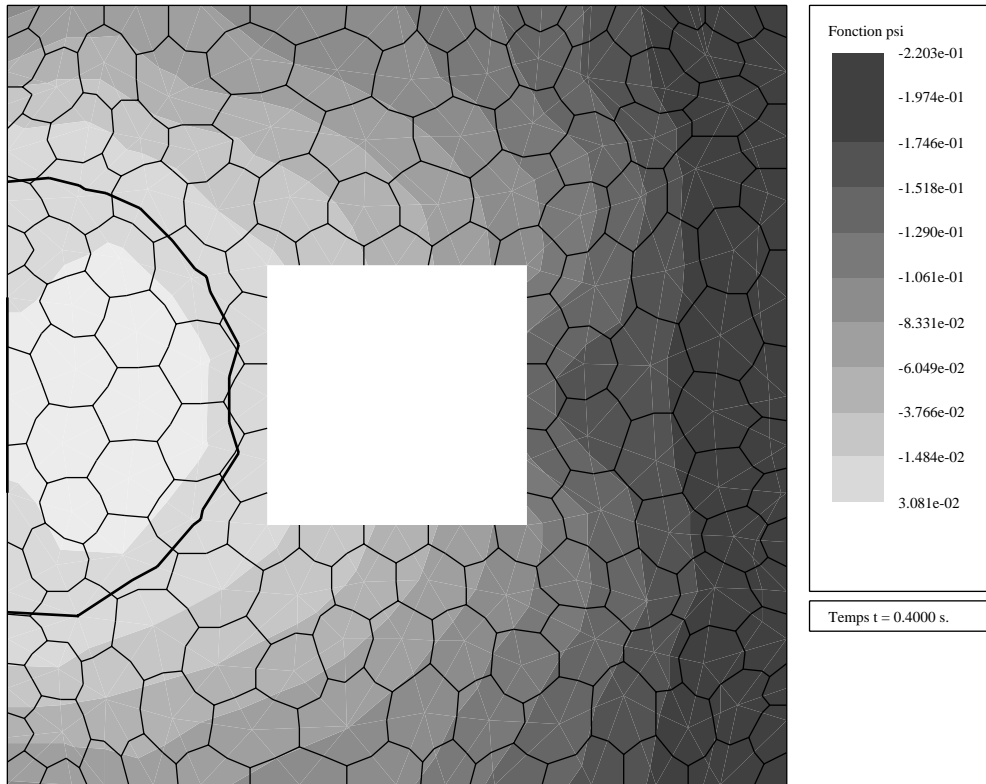 Fonction psi
-2.203e-01
-1.974e-01
-1.746e-01
-1.518e-01
-1.290e-01
-1.061e-01
-8.331e-02
-6.049e-02
-3.766e-02
-1.484e-02
3.081e-02
Temps t = 0.4000 s.